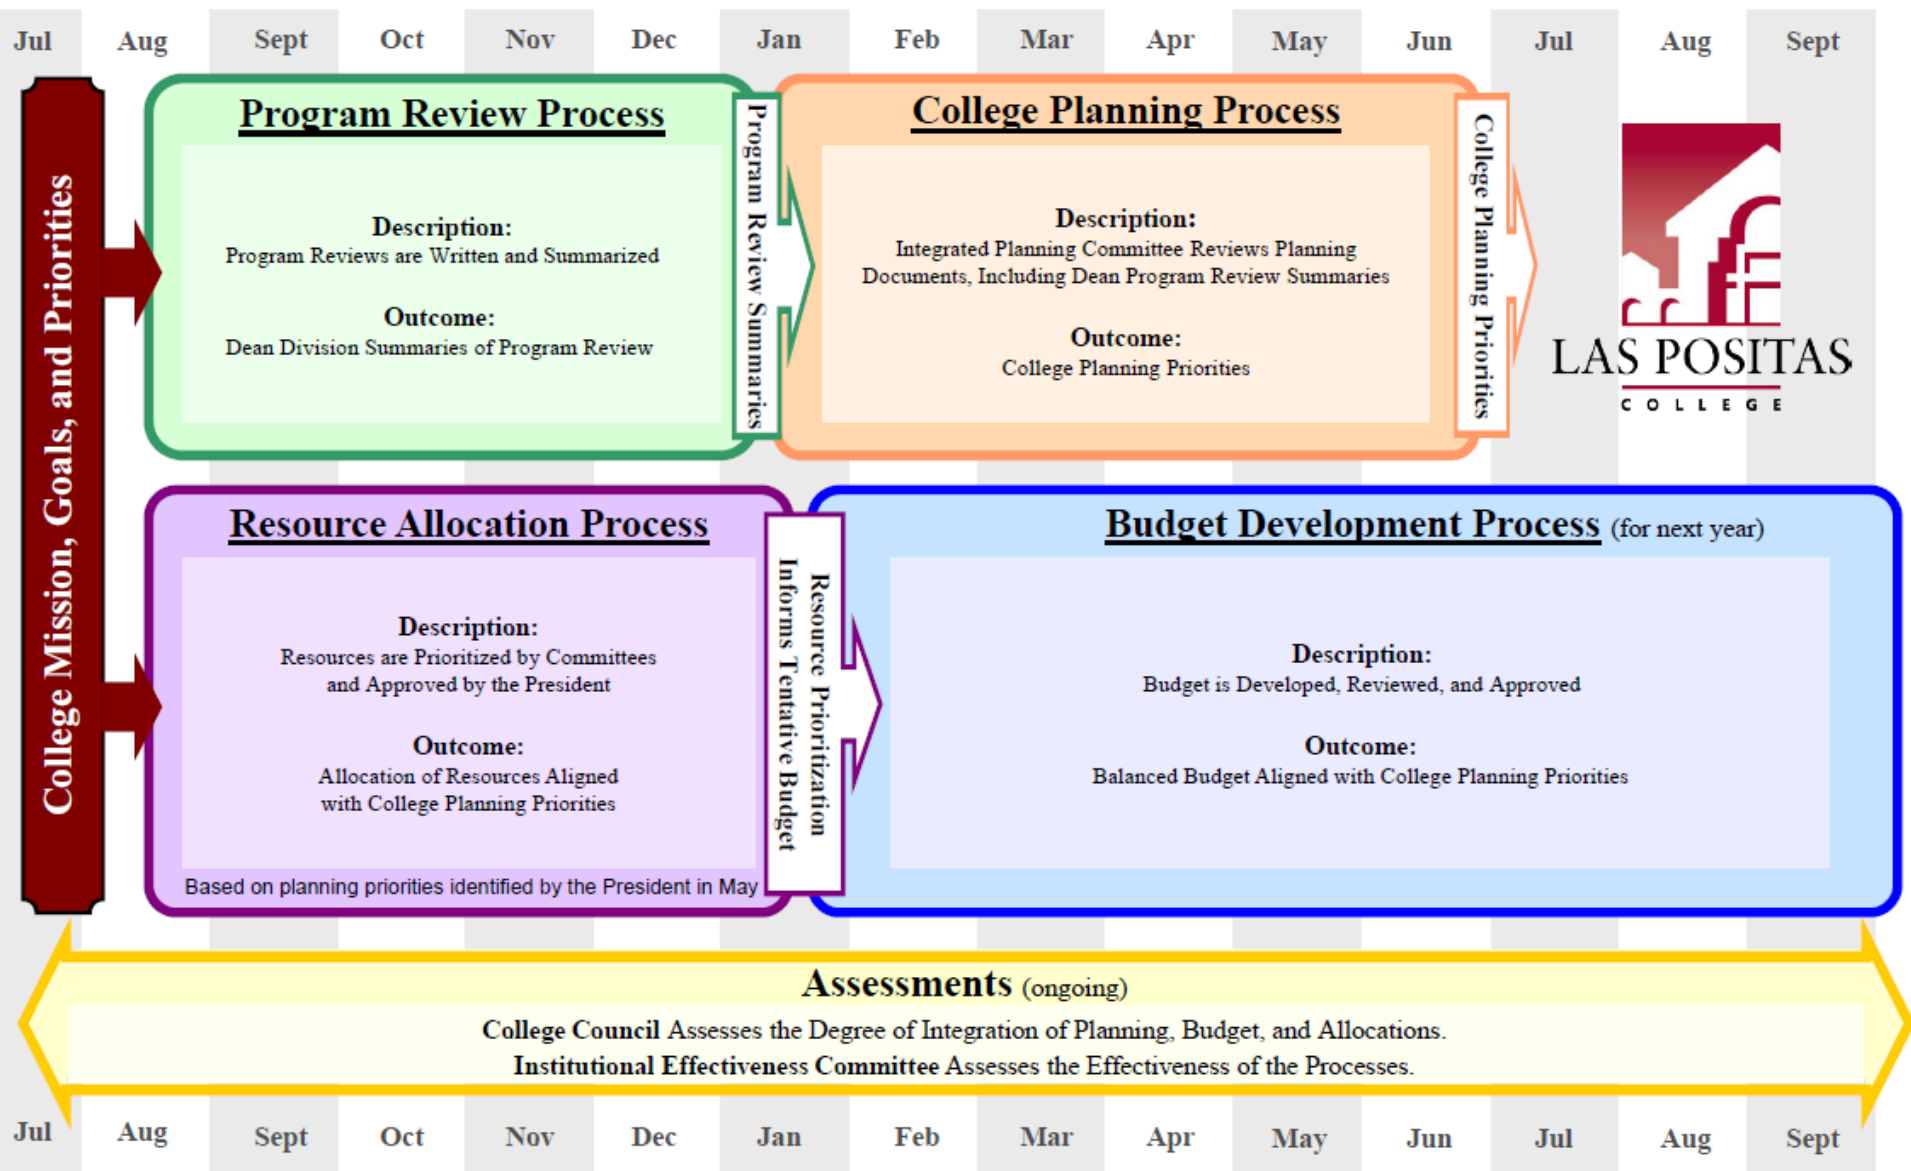 Jul Aug Sept Oct Nov Dec Jan Feb Mar Apr May Jun Jul Aug Sept
College Mission, Goals, and Priorities
Program Review Process
Description:
Program Reviews are Written and Summarized
Outcome:
Dean Division Summaries of Program Review
Program Review Summaries
College Planning Process
Description:
Integrated Planning Committee Reviews Planning
Documents, Including Dean Program Review Summaries
Outcome:
College Planning Priorities
College Planning Priorities
LAS POSITAS
COLLEGE
Resource Allocation Process
Description:
Resources are Prioritized by Committees
and Approved by the President
Outcome:
Allocation of Resources Aligned
with College Planning Priorities
Based on planning priorities identified by the President in May
Resource Prioritization
Informs Tentative Budget
Budget Development Process (for next year)
Description:
Budget is Developed, Reviewed, and Approved
Outcome:
Balanced Budget Aligned with College Planning Priorities
Assessments (ongoing)
College Council Assesses the Degree of Integration of Planning, Budget, and Allocations.
Institutional Effectiveness Committee Assesses the Effectiveness of the Processes.
Jul Aug Sept Oct Nov Dec Jan Feb Mar Apr May Jun Jul Aug Sept